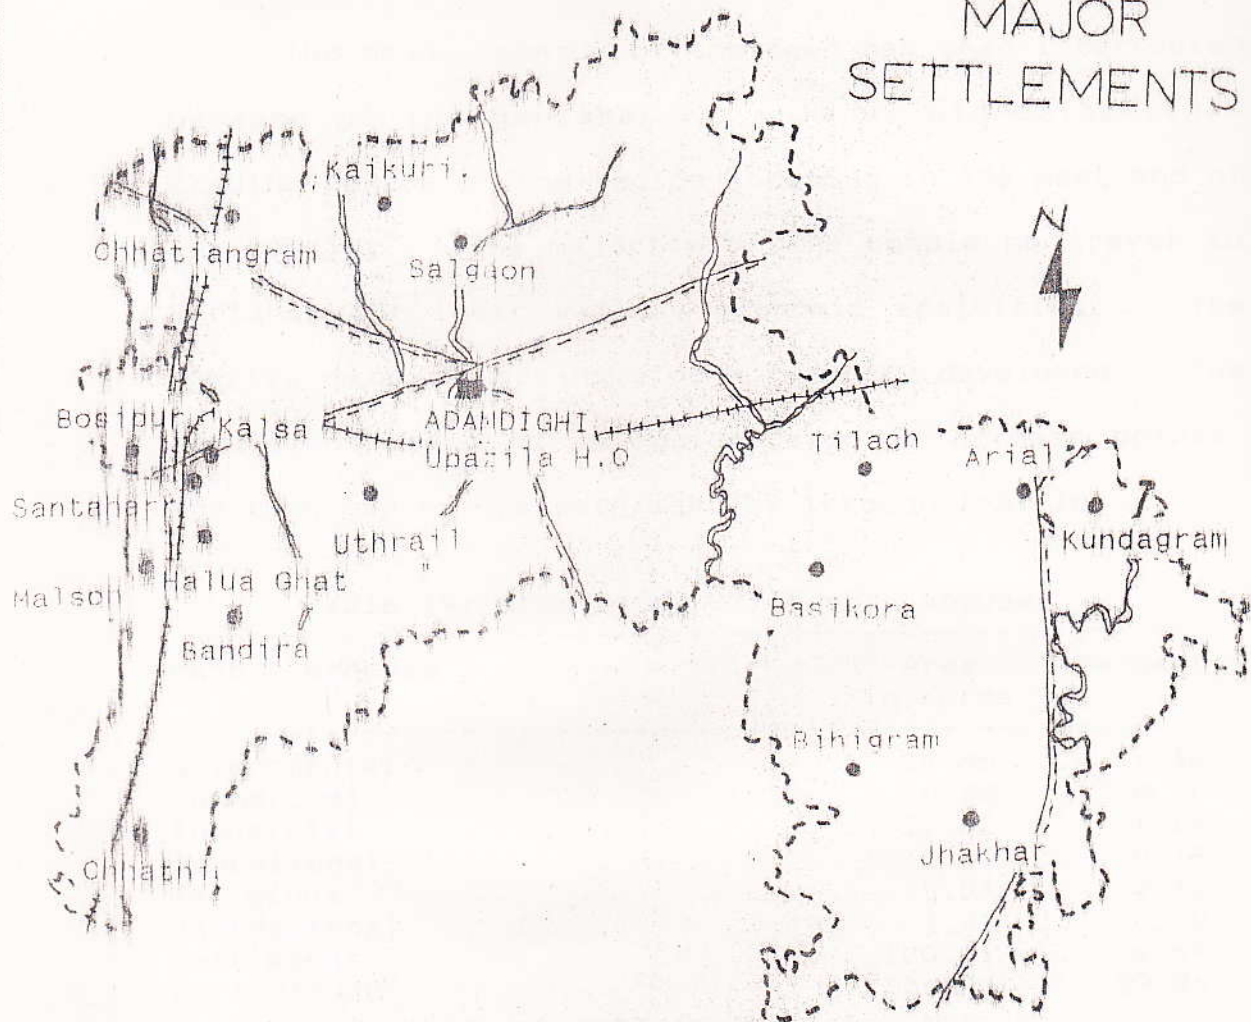 MAJOR
SETTLEMENTS
N
Kaikuri.
Chhatiangram
Salgaon
Bosipur
Kalsa
ADAMDIGHI
Upazila H.Q
Tilach
Arial
Santahar
Uthrail
Kundagram
Malson
Halua Ghat
Basikora
Bandira
Bihigram
Jhakhar
Chhatni